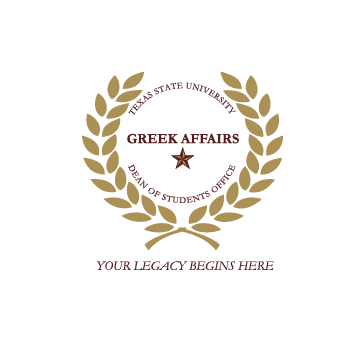 TEXAS STATE UNIVERSITY
GREEK AFFAIRS
DEAN OF STUDENTS OFFICE
YOUR LEGACY BEGINS HERE